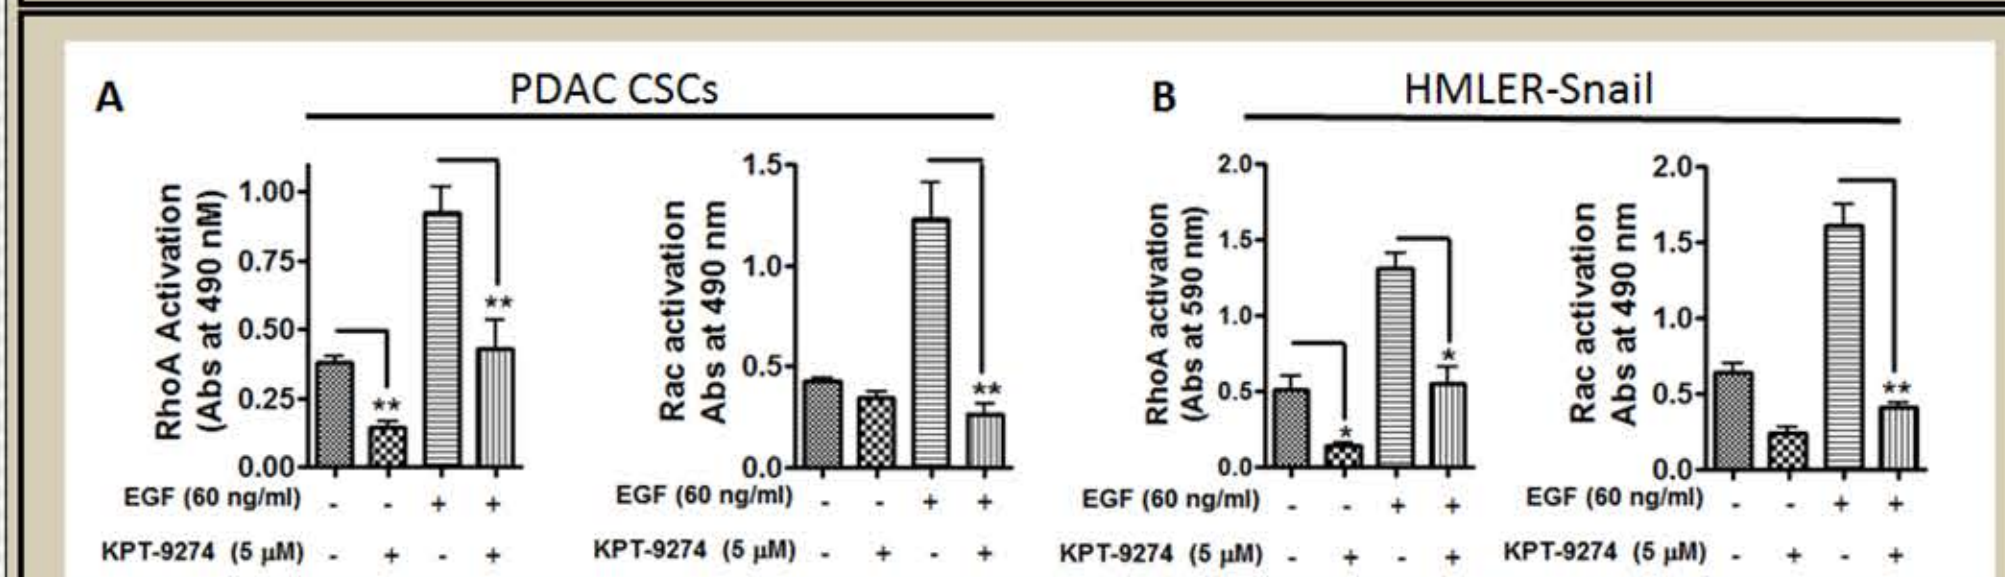 A
PDAC CSCs
RhoA Activation
(Abs at 490 nM)
1.00
0.75
0.50
0.25
0.00
**
**
EGF (60 ng/ml) - - + +
KPT-9274 (5 µM) - + - +
Rac activation
Abs at 490 nm
1.5
1.0
0.5
0.0
**
EGF (60 ng/ml) - - + +
KPT-9274 (5 µM) - + - +
B
HMLER-Snail
RhoA activation
(Abs at 590 nm)
2.0
1.5
1.0
0.5
0.0
*
*
EGF (60 ng/ml) - - + +
KPT-9274 (5 µM) - + - +
Rac activation
Abs at 490 nm
2.0
1.5
1.0
0.5
0.0
**
EGF (60 ng/ml) - - + +
KPT-9274 (5 µM) - + - +